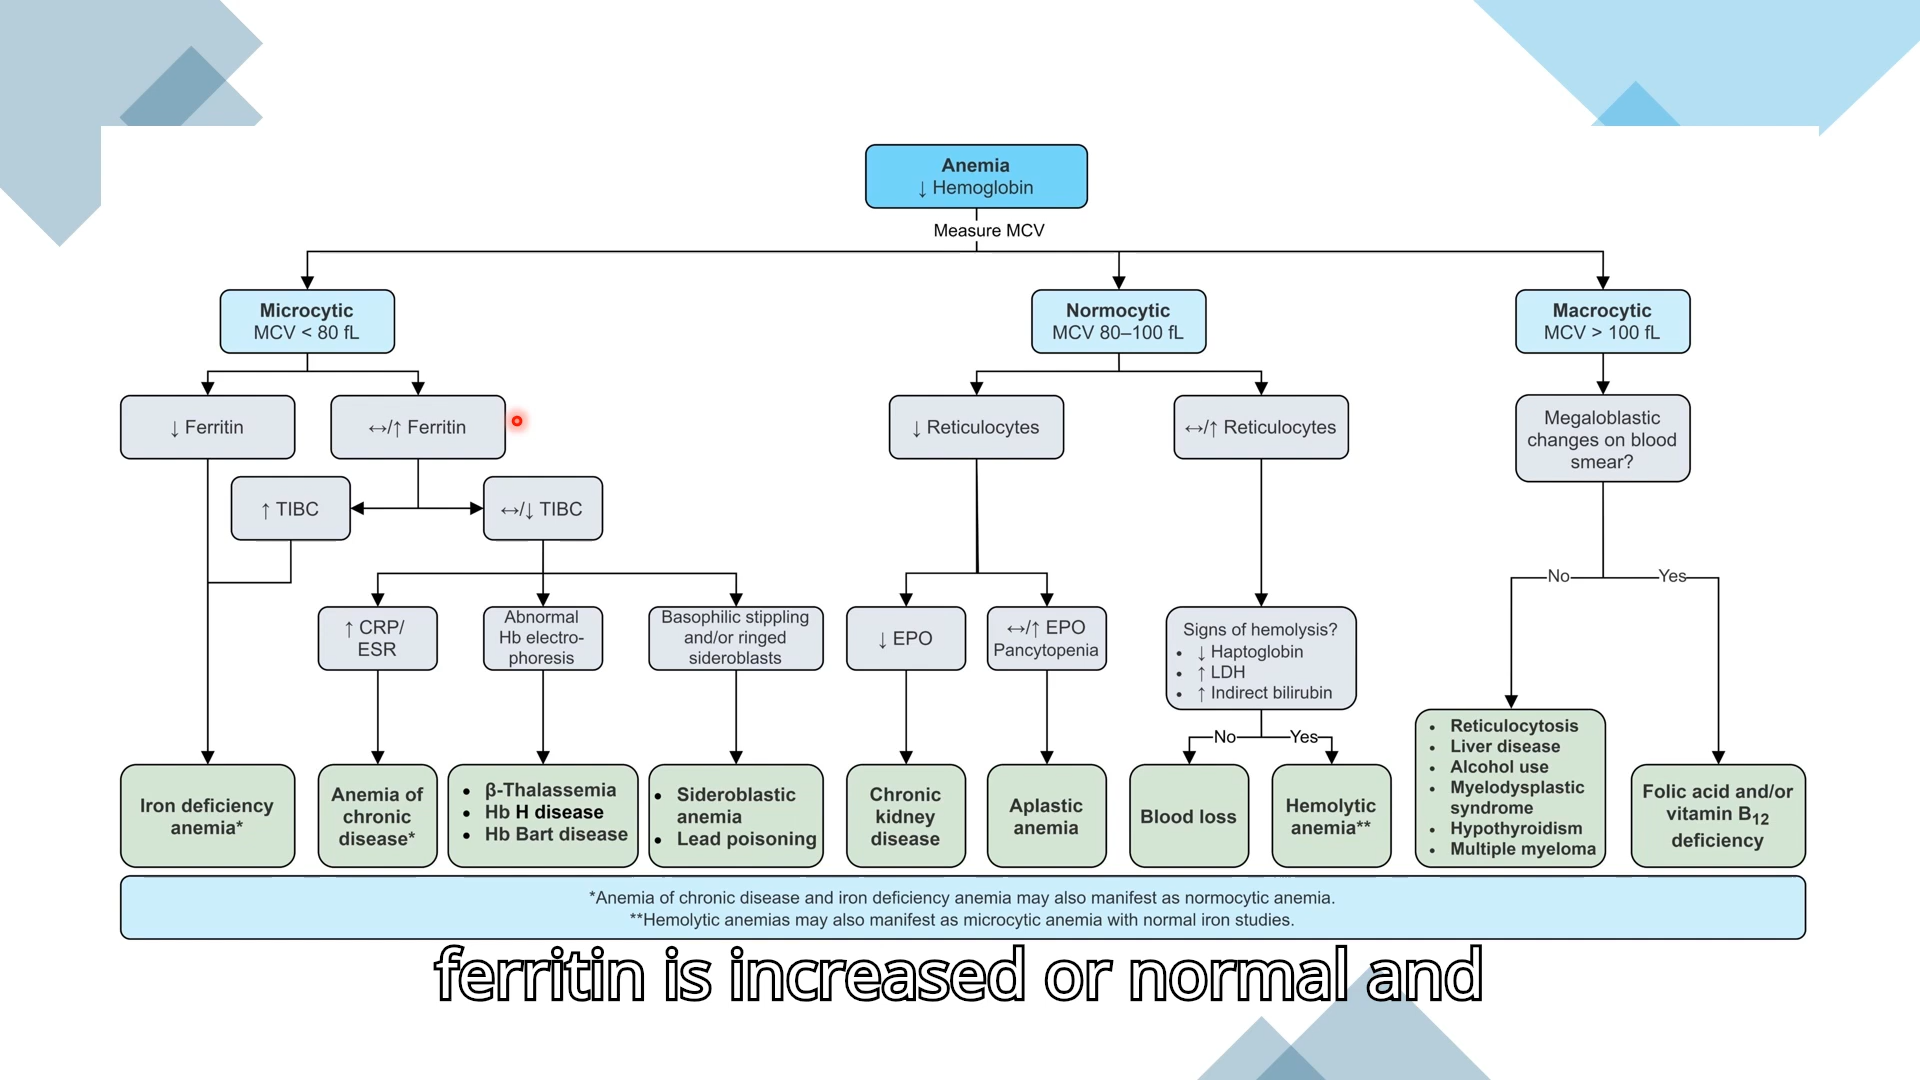 Anemia
↓ Hemoglobin
Measure MCV
Microcytic
MCV < 80 fL
Normocytic
MCV 80–100 fL
Macrocytic
MCV > 100 fL
↓ Ferritin
↔/↑ Ferritin
↓ Reticulocytes
↔/↑ Reticulocytes
Megaloblastic
changes on blood
smear?
↑ TIBC
↔/↓ TIBC
No
Yes
↑ CRP/
ESR
Abnormal
Hb electro-
phoresis
Basophilic stippling
and/or ringed
sideroblasts
↓ EPO
↔/↑ EPO
Pancytopenia
Signs of hemolysis?
• ↓ Haptoglobin
• ↑ LDH
• ↑ Indirect bilirubin
No
Yes
Iron deficiency
anemia*
Anemia of
chronic
disease*
• β-Thalassemia
• Hb H disease
• Hb Bart disease
• Sideroblastic
anemia
• Lead poisoning
Chronic
kidney
disease
Aplastic
anemia
Blood loss
Hemolytic
anemia**
• Reticulocytosis
• Liver disease
• Alcohol use
• Myelodysplastic
syndrome
• Hypothyroidism
• Multiple myeloma
Folic acid and/or
vitamin B12
deficiency
*Anemia of chronic disease and iron deficiency anemia may also manifest as normocytic anemia.
**Hemolytic anemias may also manifest as microcytic anemia with normal iron studies.
ferritin is increased or normal and